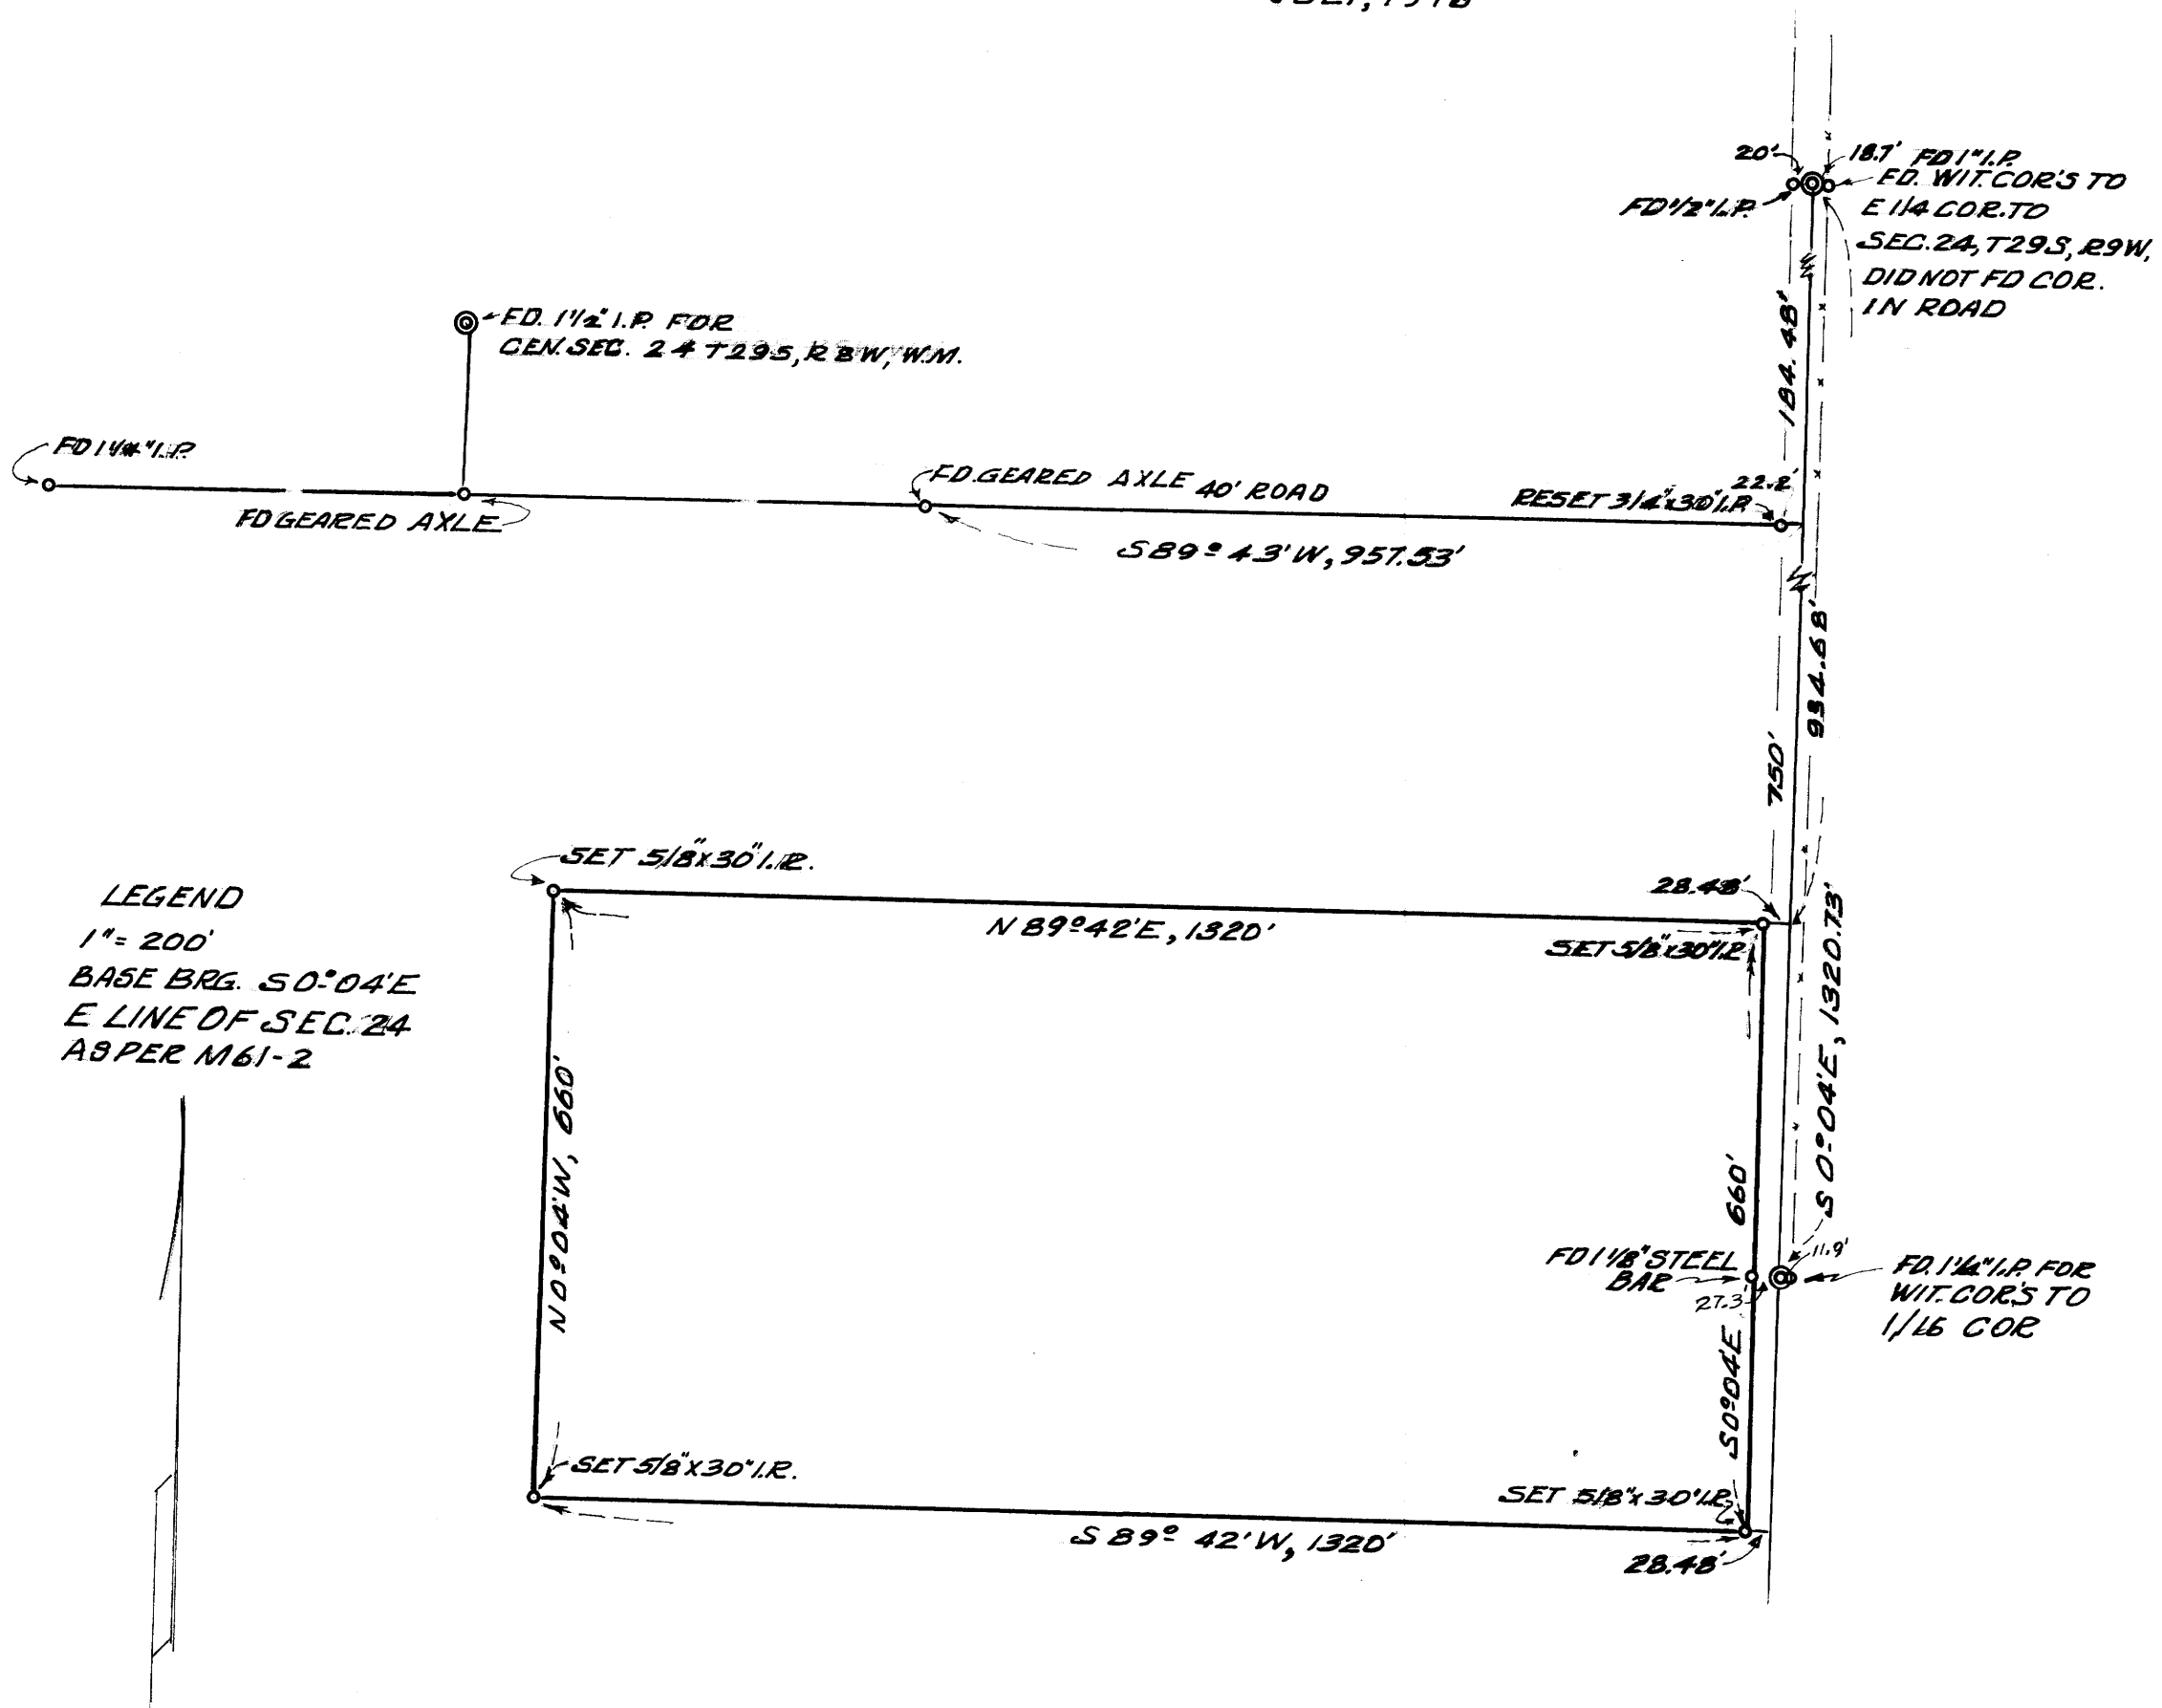 20'
18.7' FD 1" I.P.
FD. WIT. COR'S TO
E 1/4 COR. TO
SEC. 24, T29S, R9W,
DID NOT FD COR.
IN ROAD
FD 1/2" I.P.
FD. 1 1/2" I.P. FOR
CEN. SEC. 24 T29S, R8W, W.M.
184.48'
FD 1 1/4" I.P.
FD GEARED AXLE
FD. GEARED AXLE
40' ROAD
RESET 3/4"x30" I.P.
22.2'
S 89° 43' W, 957.53'
934.68'
750'
SET 5/8"x30" I.R.
28.48'
N 89° 42' E, 1320'
SET 5/8"x30" I.R.
LEGEND
1" = 200'
BASE BRG. S 0° 04' E
E LINE OF SEC. 24
AS PER M61-2
N 0° 04' W, 660'
S 0° 04' E, 1320.73'
660'
S 0° 04' E
FD 1 1/8" STEEL
BAR
27.3'
11.9'
FD. 1 1/4" I.P. FOR
WIT. COR'S TO
1/16 COR
SET 5/8" X 30" I.R.
SET 5/8" x 30" I.R.
S 89° 42' W, 1320'
28.48'